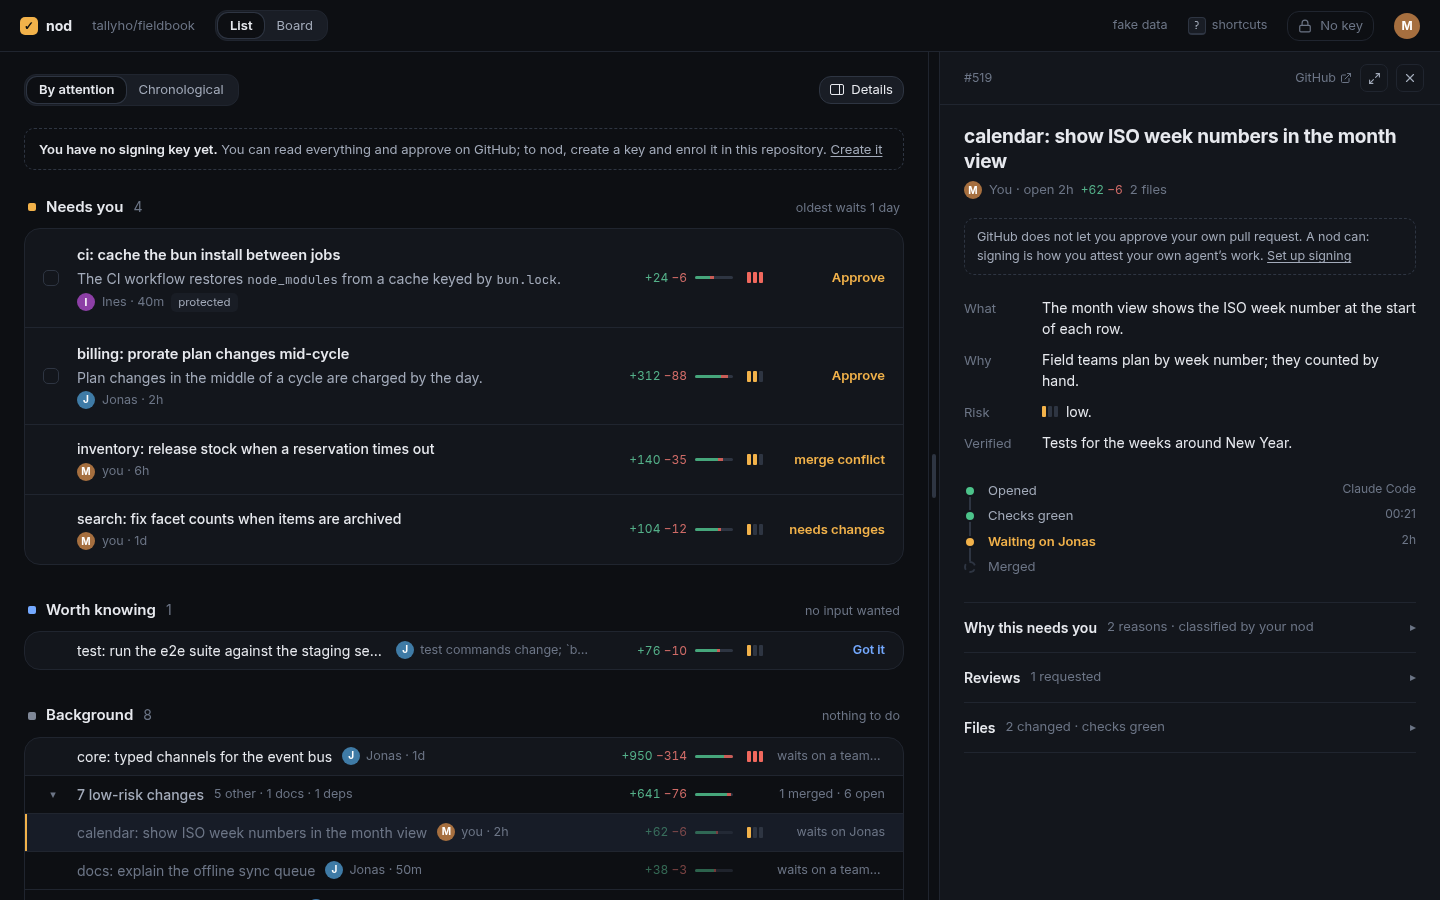 nod tallyho/fieldbook List Board fake data ? shortcuts No key M
By attention Chronological Details
You have no signing key yet. You can read everything and approve on GitHub; to nod, create a key and enrol it in this repository. Create it
Needs you 4 oldest waits 1 day
ci: cache the bun install between jobs
The CI workflow restores node_modules from a cache keyed by bun.lock.
I Ines · 40m protected
+24 −6 Approve
billing: prorate plan changes mid-cycle
Plan changes in the middle of a cycle are charged by the day.
J Jonas · 2h
+312 −88 Approve
inventory: release stock when a reservation times out
M you · 6h
+140 −35 merge conflict
search: fix facet counts when items are archived
M you · 1d
+104 −12 needs changes
Worth knowing 1 no input wanted
test: run the e2e suite against the staging se... J test commands change; `b... +76 −10 Got it
Background 8 nothing to do
core: typed channels for the event bus J Jonas · 1d +950 −314 waits on a team...
7 low-risk changes 5 other · 1 docs · 1 deps +641 −76 1 merged · 6 open
calendar: show ISO week numbers in the month view M you · 2h +62 −6 waits on Jonas
docs: explain the offline sync queue J Jonas · 50m +38 −3 waits on a team...
#519 GitHub
calendar: show ISO week numbers in the month
view
M You · open 2h +62 −6 2 files
GitHub does not let you approve your own pull request. A nod can:
signing is how you attest your own agent's work. Set up signing
What The month view shows the ISO week number at the start
of each row.
Why Field teams plan by week number; they counted by
hand.
Risk low.
Verified Tests for the weeks around New Year.
Opened Claude Code
Checks green 00:21
Waiting on Jonas 2h
Merged
Why this needs you 2 reasons · classified by your nod
Reviews 1 requested
Files 2 changed · checks green